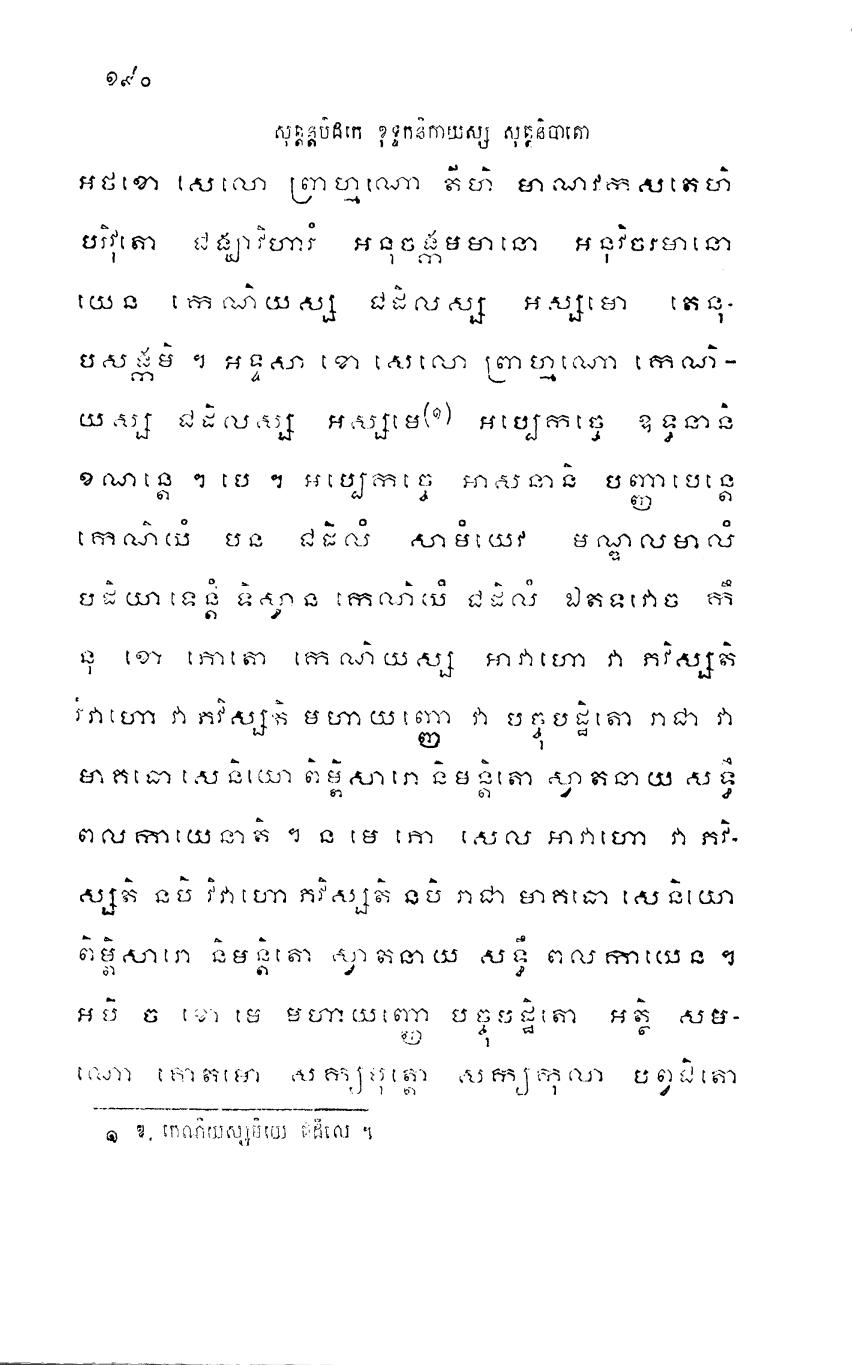 ១៩០
សុត្តន្តបិដកេ ខុទ្ទកនិកាយស្ស សុត្តនិបាតោ
អថខោ សេលោ ព្រាហ្មណោ តីហិ មាណវកសតេហិ
បរិវុតោ ជង្ឃាវិហារំ អនុចង្កមមានោ អនុវិចរមានោ
យេន កេណិយស្ស ជដិលស្ស អស្សមោ តេនុ-
បសង្កមិ ។ អទ្ទសា ខោ សេលោ ព្រាហ្មណោ កេណិ-
យស្ស ជដិលស្ស អស្សមេ(១) អប្បេកច្ចេ ឧទ្ធនានិ
ខណន្តេ ។ បេ ។ អប្បេកច្ចេ អាសនានិ បញ្ញាបេន្តេ
កេណិយំ បន ជដិលំ សាមំយេវ មណ្ឌលមាលំ
បដិយាទេន្តំ ទិស្វាន កេណិយំ ជដិលំ ឯតទវោច កឹ
នុ ខោ ភោតោ កេណិយស្ស អាវាហោ វា ភវិស្សតិ
វិវាហោ វា ភវិស្សតិ មហាយញ្ញោ វា បច្ចុបដ្ឋិតោ រាជា វា
មាគធោ សេនិយោ ពិម្ពិសារោ និមន្តិតោ ស្វាតនាយ សទ្ធឹ
ពលកាយេនាតិ ។ ន មេ ភោ សេល អាវាហោ វា ភវិ-
ស្សតិ នបិ វិវាហោ ភវិស្សតិ នបិ រាជា មាគធោ សេនិយោ
ពិម្ពិសារោ និមន្តិតោ ស្វាតនាយ សទ្ធឹ ពលកាយេន ។
អបិ ច ខោ មេ មហាយញ្ញោ បច្ចុបដ្ឋិតោ អត្ថិ សម-
ណោ គោតមោ សក្យបុត្តោ សក្យកុលា បព្វជិតោ
១ ឱ. កេណិយស្សមិយេ ជដិលេ ។